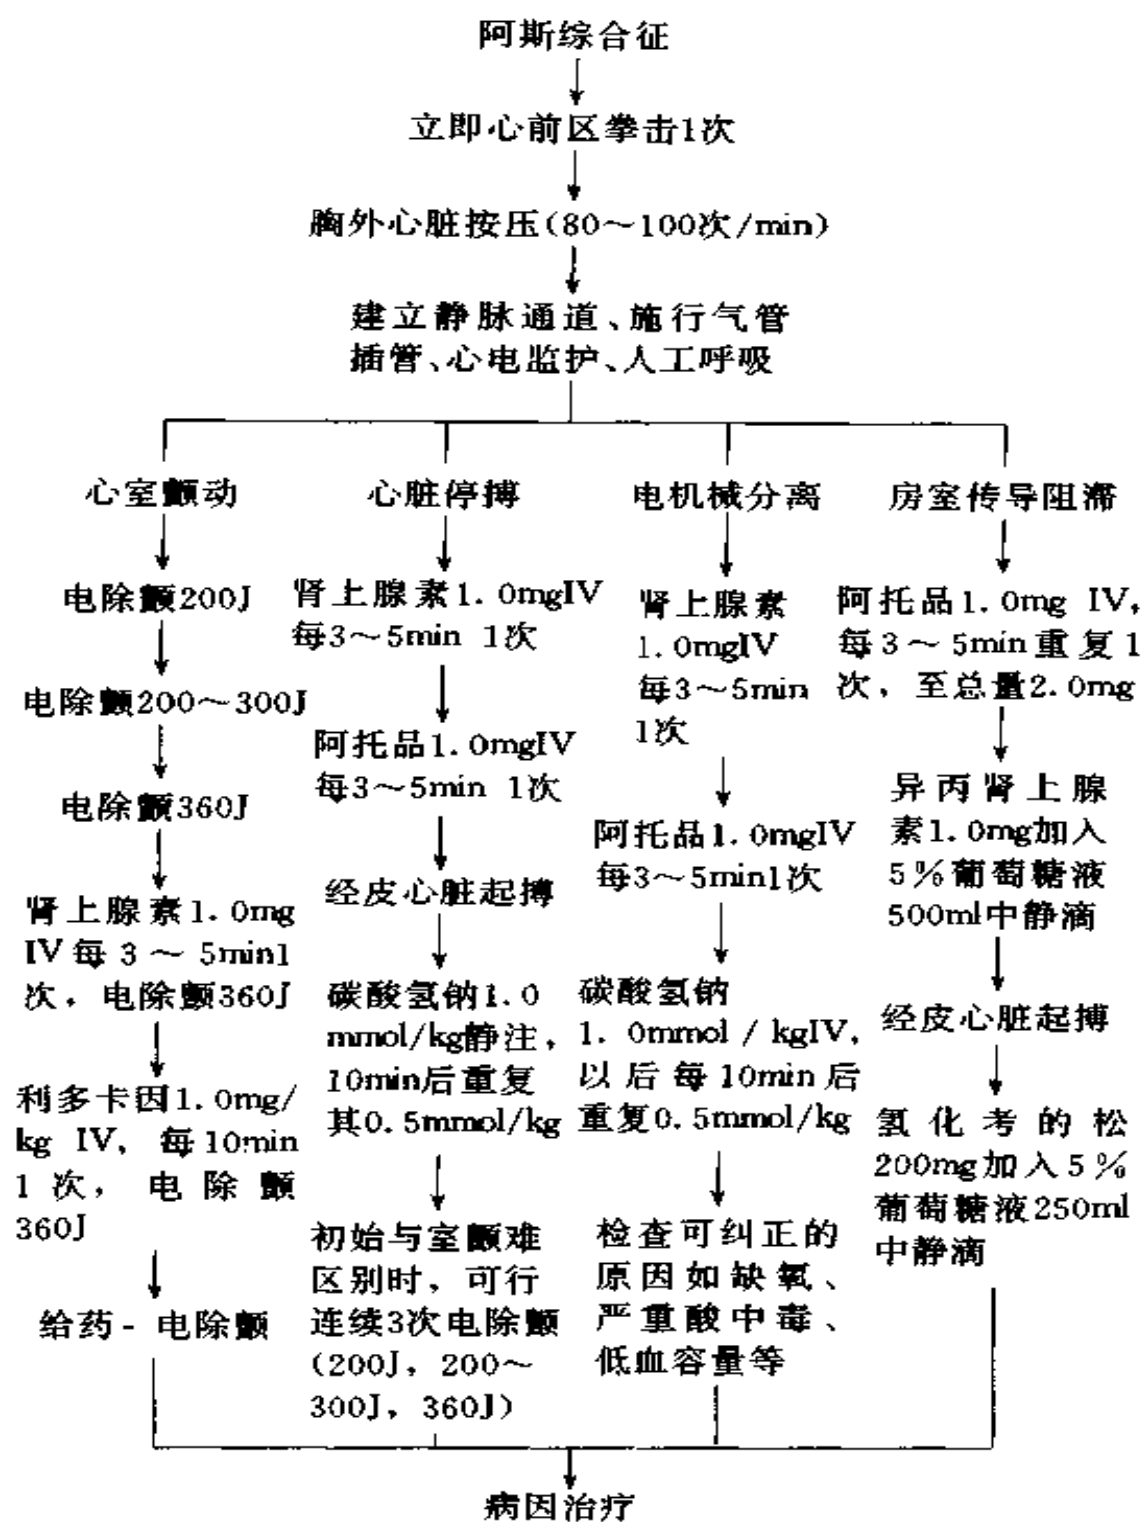 阿斯综合征
立即心前区拳击1次
胸外心脏按压(80～100次/min)
建立静脉通道、施行气管
插管、心电监护、人工呼吸
心室颤动
电除颤200J
电除颤200～300J
电除颤360J
肾上腺素1.0mg
IV每3～5min1
次，电除颤360J
利多卡因1.0mg/
kg IV，每10min
1次，电除颤
360J
给药-电除颤
心脏停搏
肾上腺素1.0mgIV
每3～5min 1次
阿托品1.0mgIV
每3～5min 1次
经皮心脏起搏
碳酸氢钠1.0
mmol/kg静注，
10min后重复
其0.5mmol/kg
初始与室颤难
区别时，可行
连续3次电除颤
(200J，200～
300J，360J)
电机械分离
肾上腺素
1.0mgIV
每3～5min
1次
阿托品1.0mgIV
每3～5min1次
碳酸氢钠
1.0mmol/kgIV，
以后每10min后
重复0.5mmol/kg
检查可纠正的
原因如缺氧、
严重酸中毒、
低血容量等
房室传导阻滞
阿托品1.0mg IV，
每3～5min重复1
次，至总量2.0mg
异丙肾上腺
素1.0mg加入
5%葡萄糖液
500ml中静滴
经皮心脏起搏
氢化考的松
200mg加入5%
葡萄糖液250ml
中静滴
病因治疗